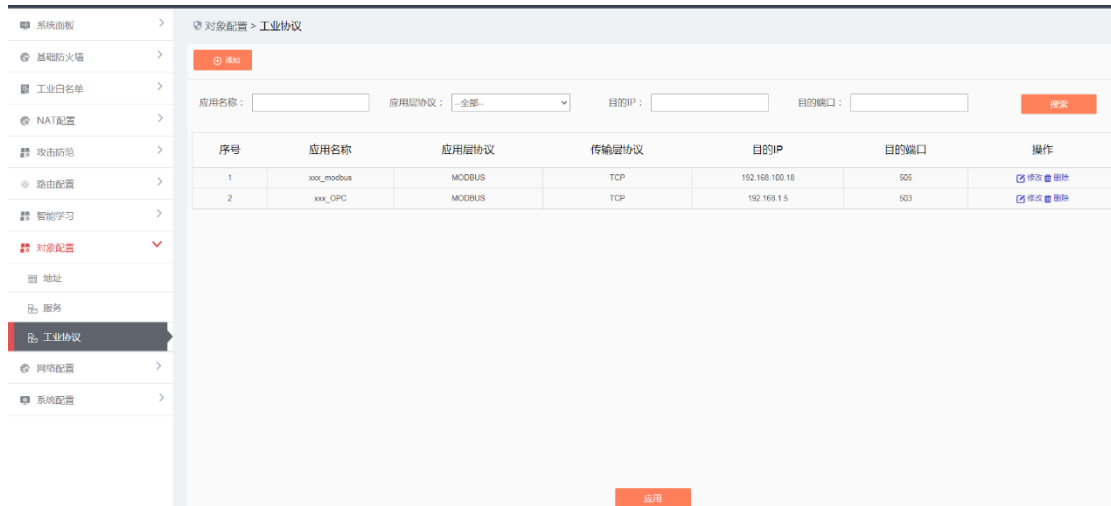 系统面板
基础防火墙
工业白名单
NAT配置
攻击防范
路由配置
智能学习
对象配置
地址
服务
工业协议
网络配置
系统配置
对象配置 > 工业协议
添加
应用名称： 应用层协议： --全部-- 目的IP： 目的端口： 搜索
序号 应用名称 应用层协议 传输层协议 目的IP 目的端口 操作
1 xxx_modbus MODBUS TCP 192.168.100.18 505 修改 删除
2 xxx_OPC MODBUS TCP 192.168.1.5 503 修改 删除
应用